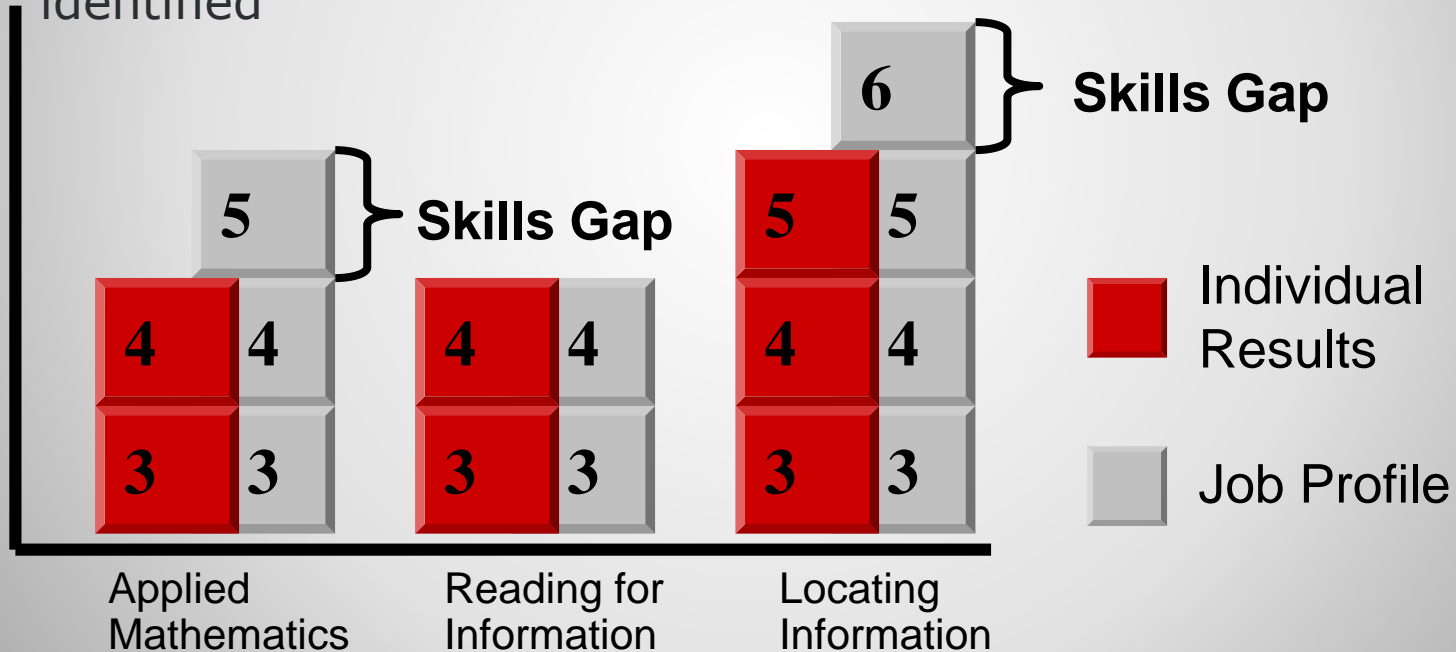 identified
6
Skills Gap
5
Skills Gap
5 5
4 4
4 4
4 4
3 3
3 3
3 3
Individual
Results
Job Profile
Applied
Mathematics
Reading for
Information
Locating
Information